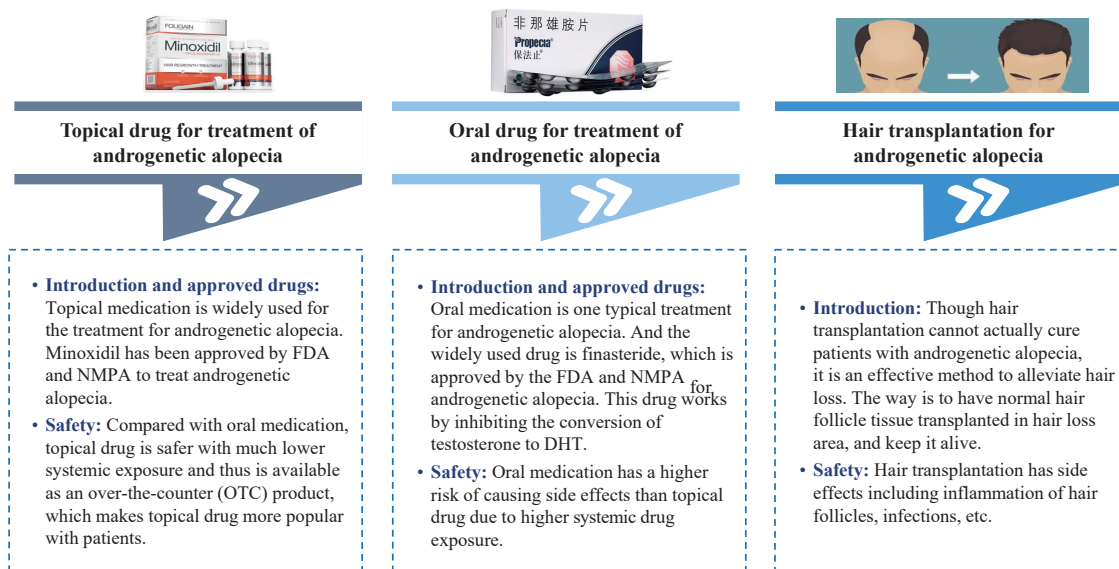 FOLIGAIN
Minoxidil
HAIR REGROWTH TREATMENT
Minoxidil
非那雄胺片
Propecia®
保法止®
Topical drug for treatment of
androgenetic alopecia
Oral drug for treatment of
androgenetic alopecia
Hair transplantation for
androgenetic alopecia
• Introduction and approved drugs:
Topical medication is widely used for
the treatment for androgenetic alopecia.
Minoxidil has been approved by FDA
and NMPA to treat androgenetic
alopecia.
• Safety: Compared with oral medication,
topical drug is safer with much lower
systemic exposure and thus is available
as an over-the-counter (OTC) product,
which makes topical drug more popular
with patients.
• Introduction and approved drugs:
Oral medication is one typical treatment
for androgenetic alopecia. And the
widely used drug is finasteride, which is
approved by the FDA and NMPA for
androgenetic alopecia. This drug works
by inhibiting the conversion of
testosterone to DHT.
• Safety: Oral medication has a higher
risk of causing side effects than topical
drug due to higher systemic drug
exposure.
• Introduction: Though hair
transplantation cannot actually cure
patients with androgenetic alopecia,
it is an effective method to alleviate hair
loss. The way is to have normal hair
follicle tissue transplanted in hair loss
area, and keep it alive.
• Safety: Hair transplantation has side
effects including inflammation of hair
follicles, infections, etc.